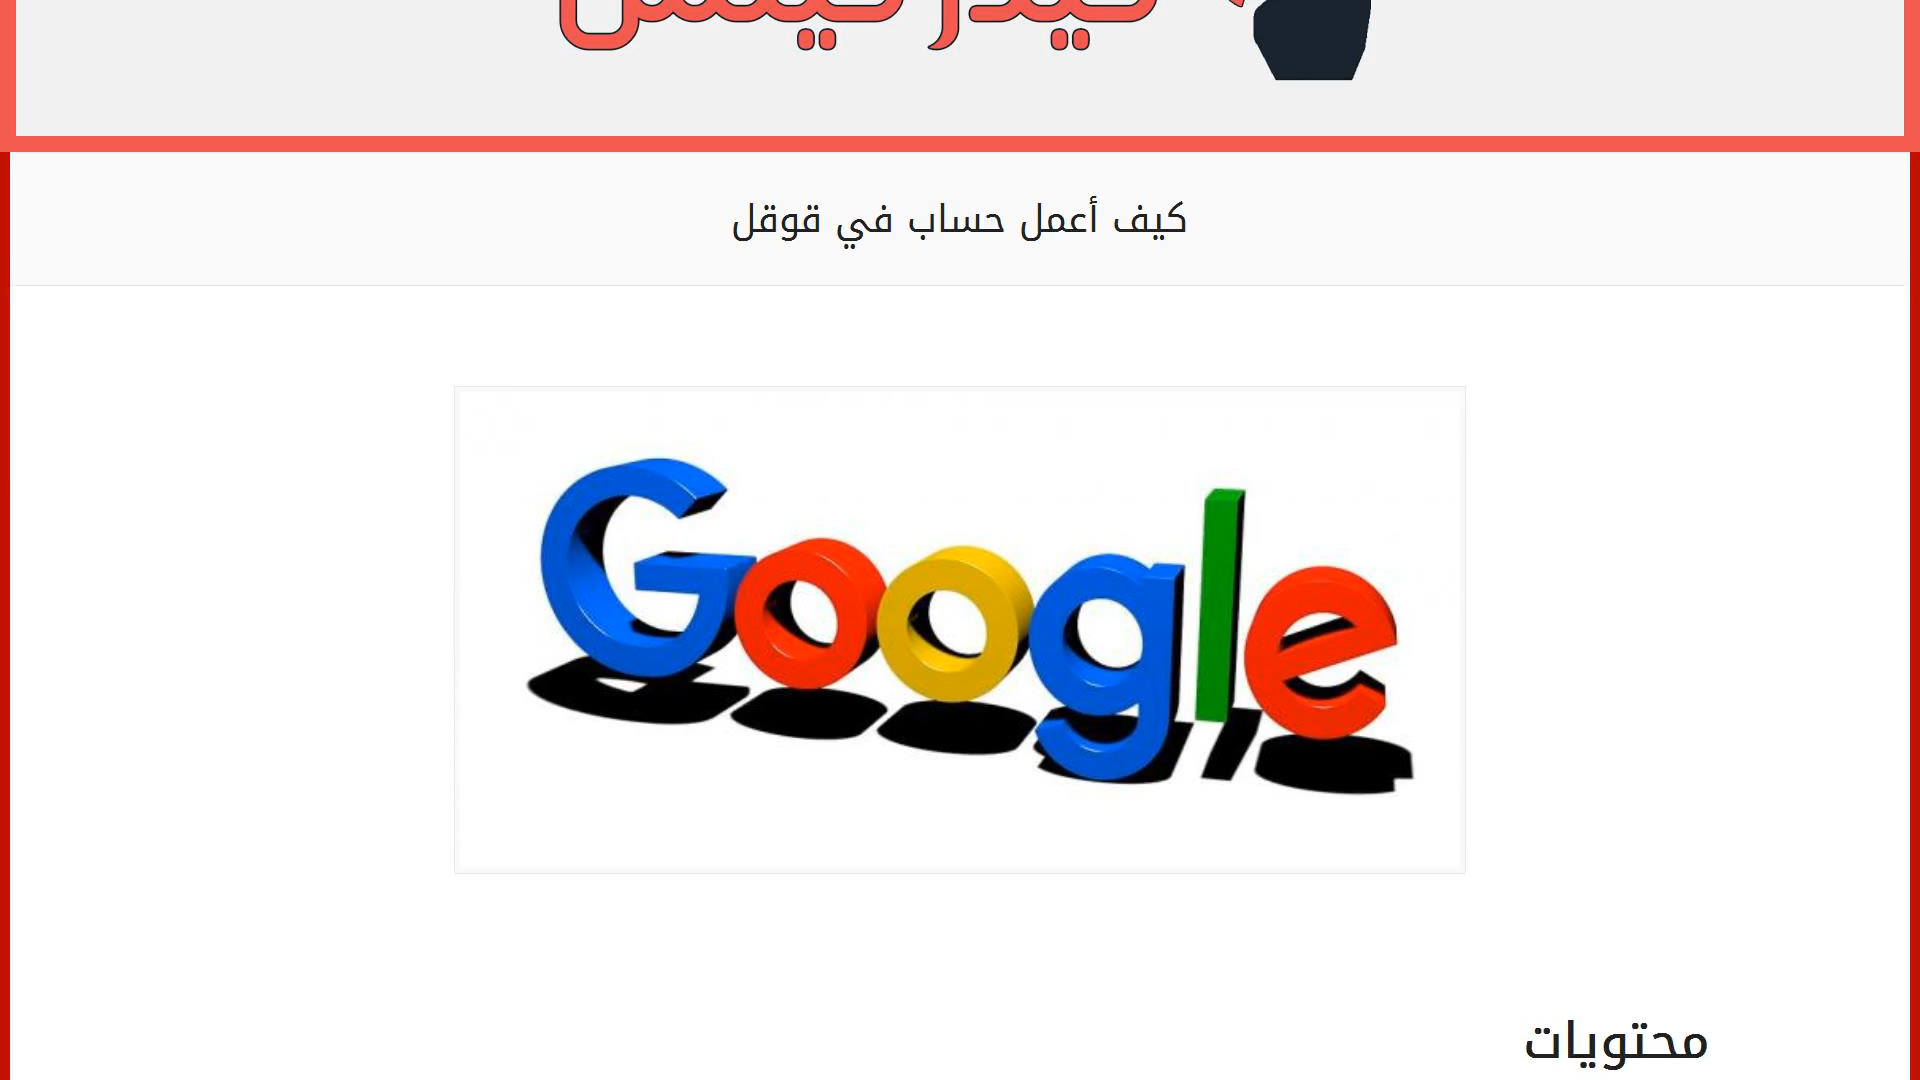 كيف أعمل حساب في قوقل
Google
محتويات